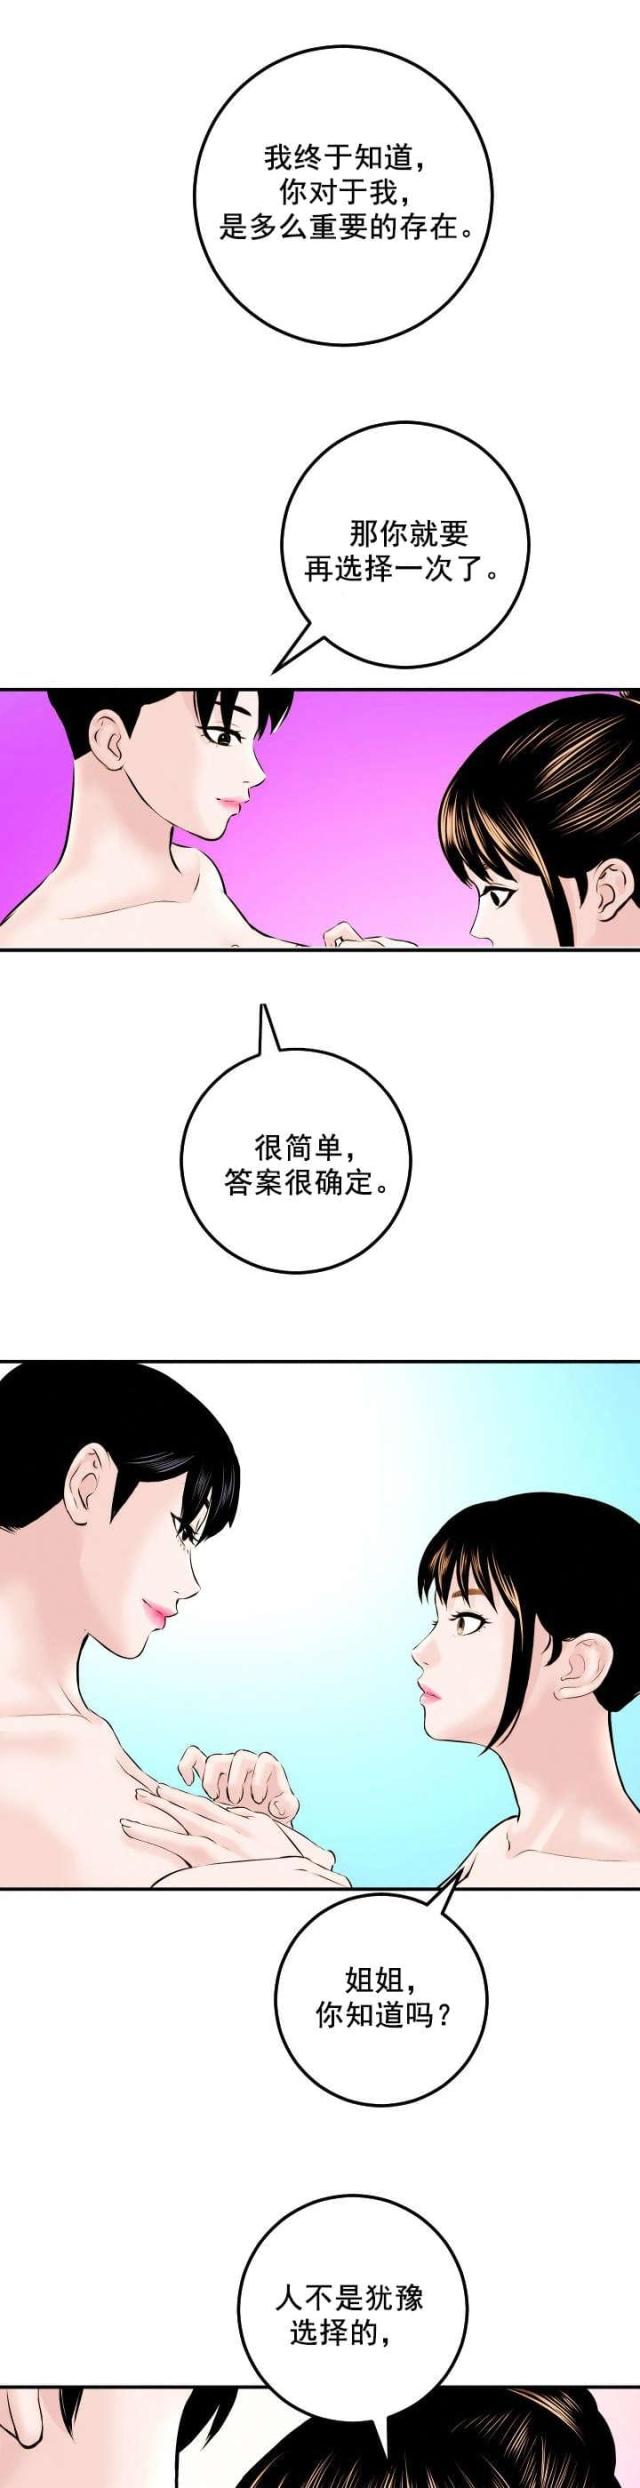 我终于知道，
你对于我，
是多么重要的存在。
那你就要
再选择一次了。
很简单，
答案很确定。
姐姐，
你知道吗？
人不是犹豫
选择的，